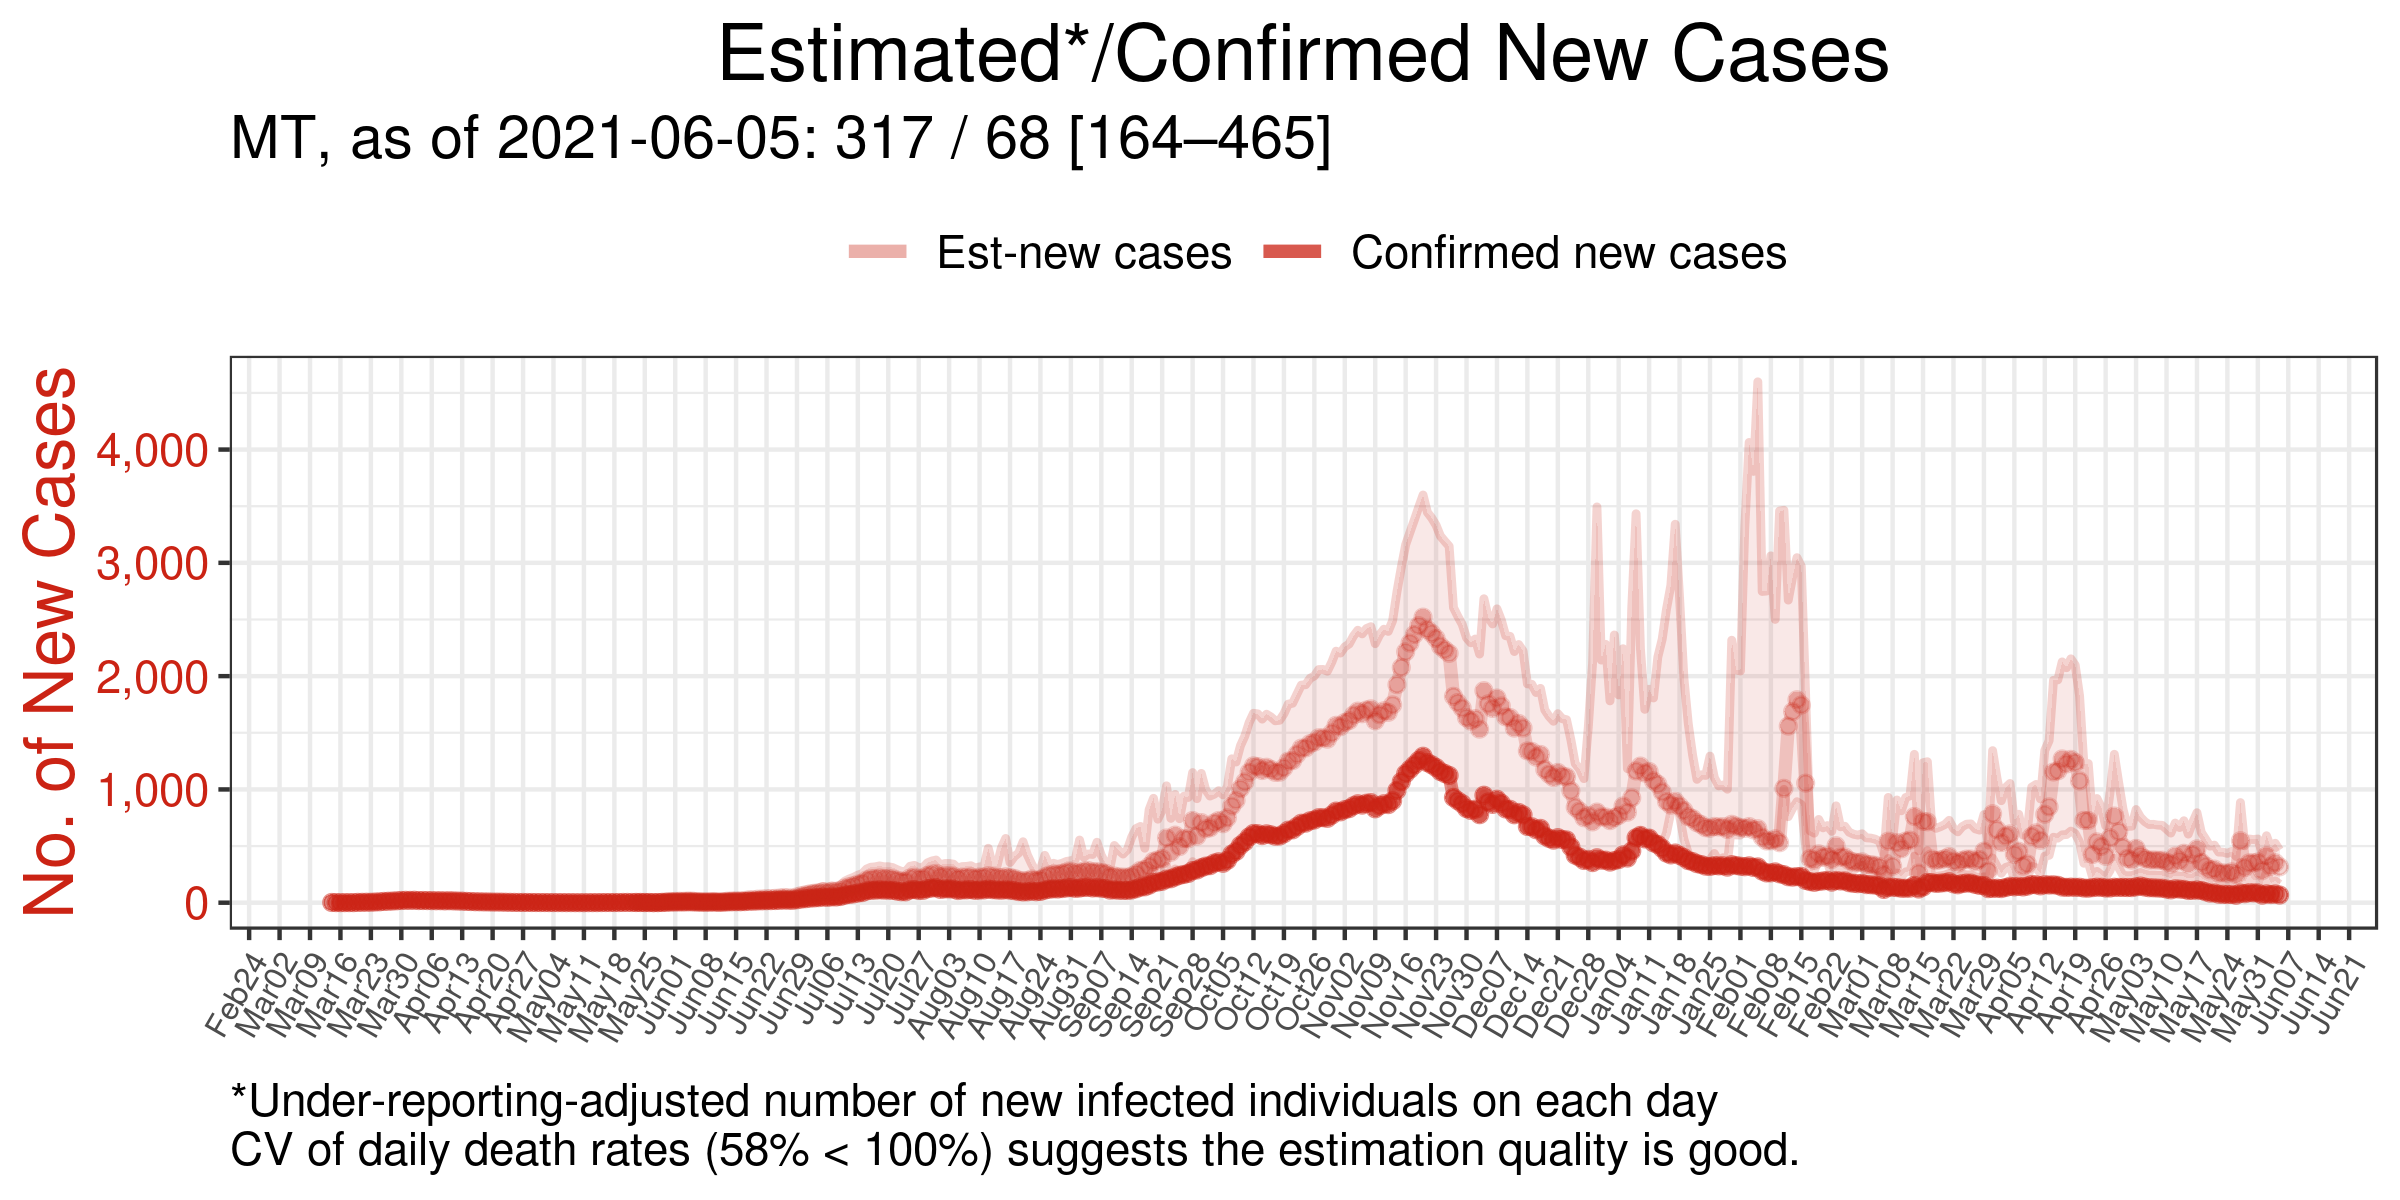 Estimated*/Confirmed New Cases
MT, as of 2021-06-05: 317 / 68 [164–465]
Est-new cases
Confirmed new cases
No. of New Cases
4,000
3,000
2,000
1,000
0
Feb24
Mar02
Mar09
Mar16
Mar23
Mar30
Apr06
Apr13
Apr20
Apr27
May04
May11
May18
May25
Jun01
Jun08
Jun15
Jun22
Jun29
Jul06
Jul13
Jul20
Jul27
Aug03
Aug10
Aug17
Aug24
Aug31
Sep07
Sep14
Sep21
Sep28
Oct05
Oct12
Oct19
Oct26
Nov02
Nov09
Nov16
Nov23
Nov30
Dec07
Dec14
Dec21
Dec28
Jan04
Jan11
Jan18
Jan25
Feb01
Feb08
Feb15
Feb22
Mar01
Mar08
Mar15
Mar22
Mar29
Apr05
Apr12
Apr19
Apr26
May03
May10
May17
May24
May31
Jun07
Jun14
Jun21
*Under-reporting-adjusted number of new infected individuals on each day
CV of daily death rates (58% < 100%) suggests the estimation quality is good.